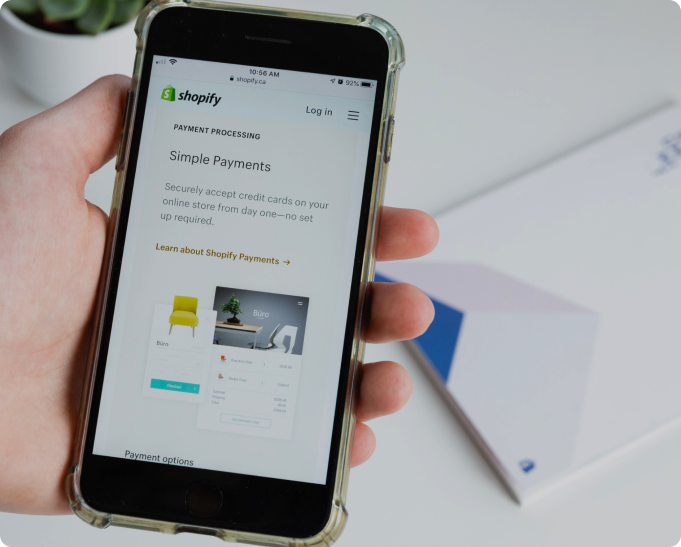 10:56 AM
92%
shopify.ca
shopify
Log in
PAYMENT PROCESSING
Simple Payments
Securely accept credit cards on your
online store from day one—no set
up required.
Learn about Shopify Payments →
Büro
Büro
Payment options